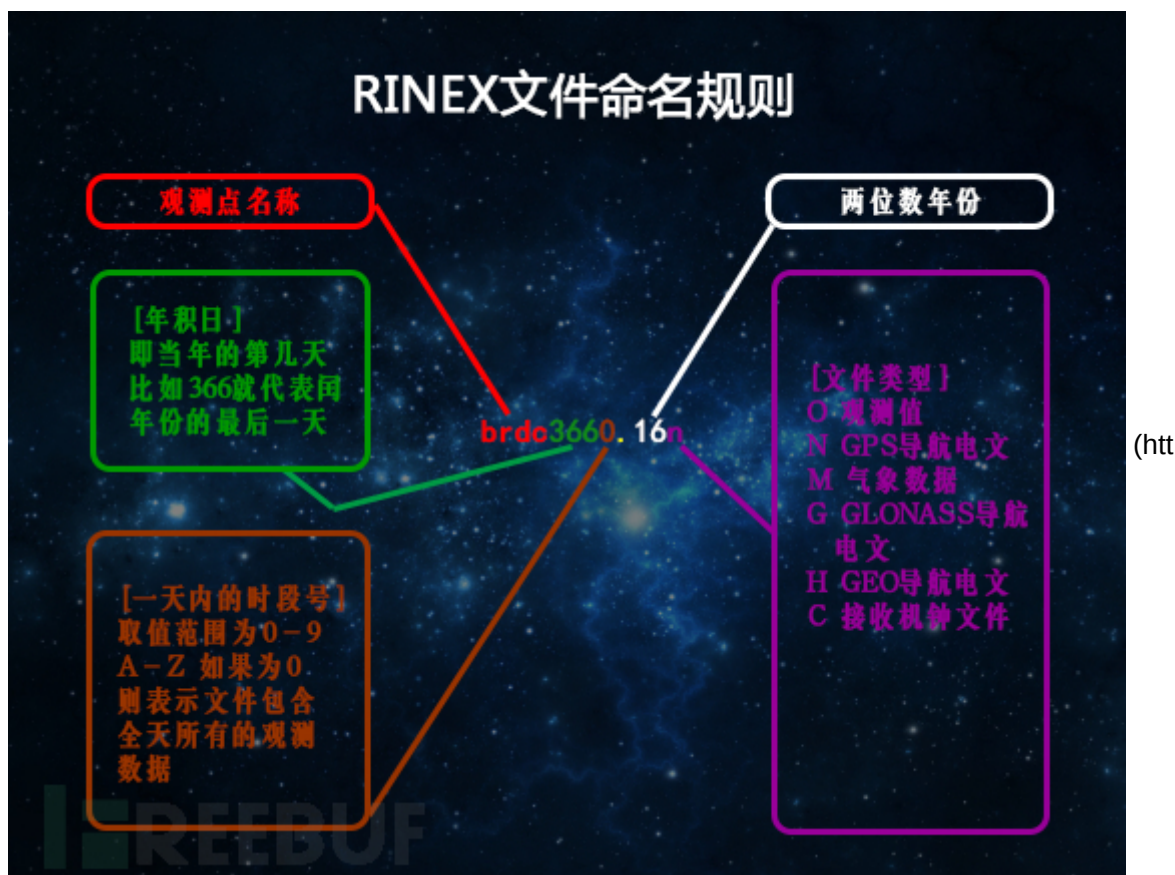 RINEX文件命名规则
观测点名称
两位数年份
[年积日]
即当年的第几天
比如366就代表闰
年份的最后一天
brdc3660.16n
[一天内的时段号]
取值范围为0-9
A-Z 如果为0
则表示文件包含
全天所有的观测
数据
[文件类型]
O 观测值
N GPS导航电文
M 气象数据
G GLONASS导航
电文
H GEO导航电文
C 接收机钟文件
(htt
FREEBUF